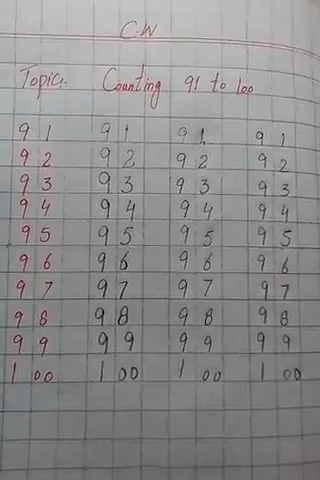 C.W
Topic. Counting 91 to 100
91 91 91 91
92 92 92 92
93 93 93 93
94 94 94 94
95 95 95 95
96 96 96 96
97 97 97 97
98 98 98 98
99 99 99 99
100 100 100 100